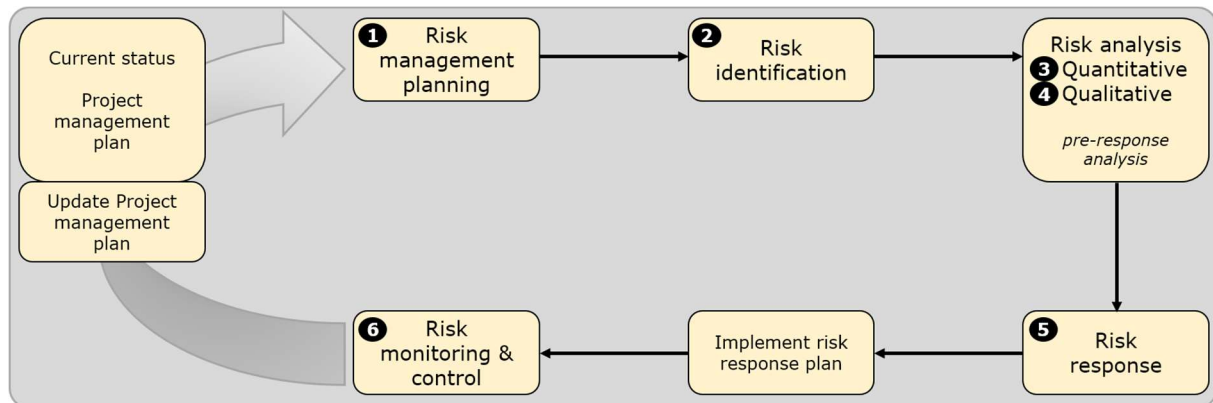 Current status
Project
management
plan
Update Project
management
plan
1 Risk
management
planning
2 Risk
identification
Risk analysis
3 Quantitative
4 Qualitative
pre-response
analysis
5 Risk
response
Implement risk
response plan
6 Risk
monitoring &
control